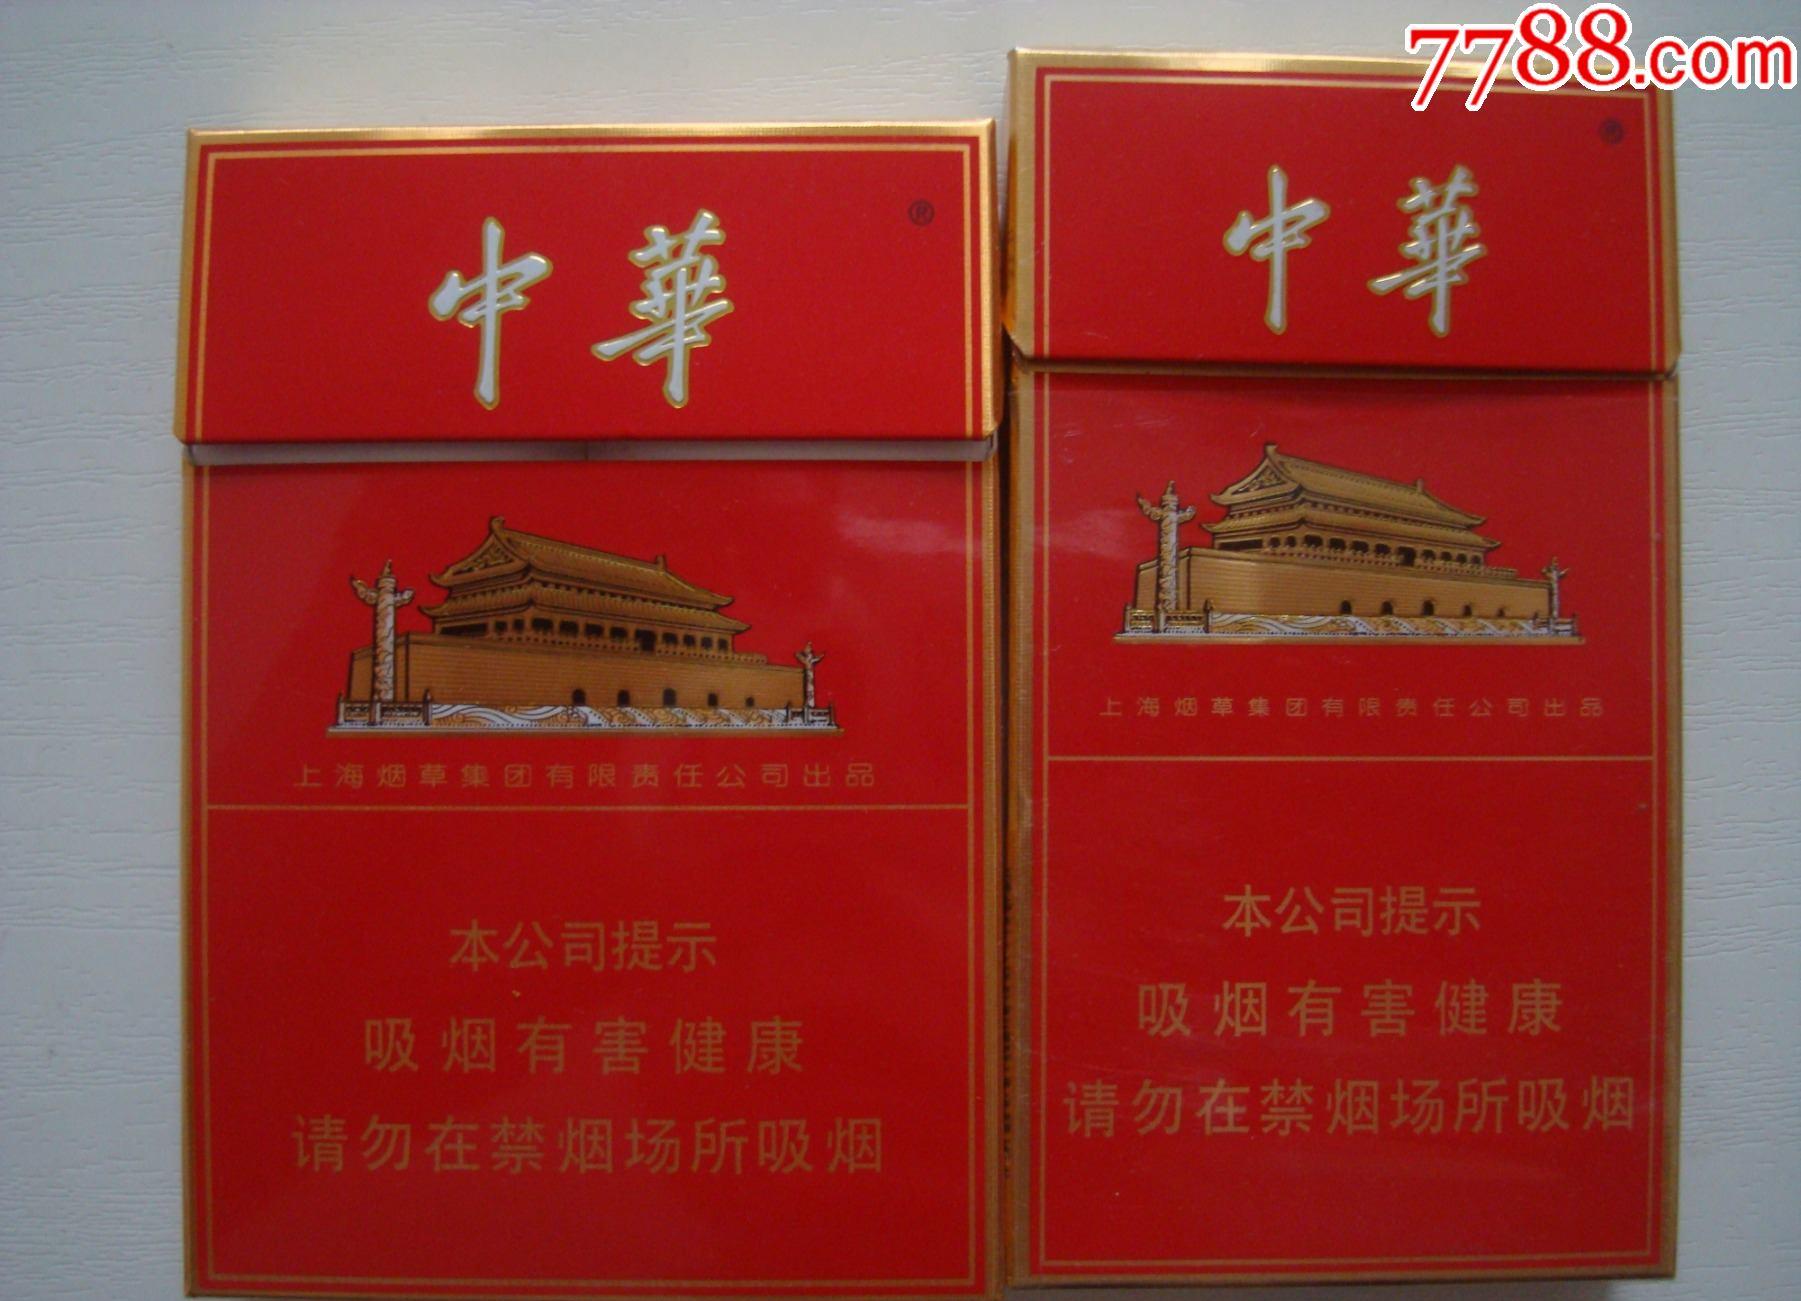 7788.com
中華
®
上海烟草集团有限责任公司出品
本公司提示
吸烟有害健康
请勿在禁烟场所吸烟
中華
®
上海烟草集团有限责任公司出品
本公司提示
吸烟有害健康
请勿在禁烟场所吸烟